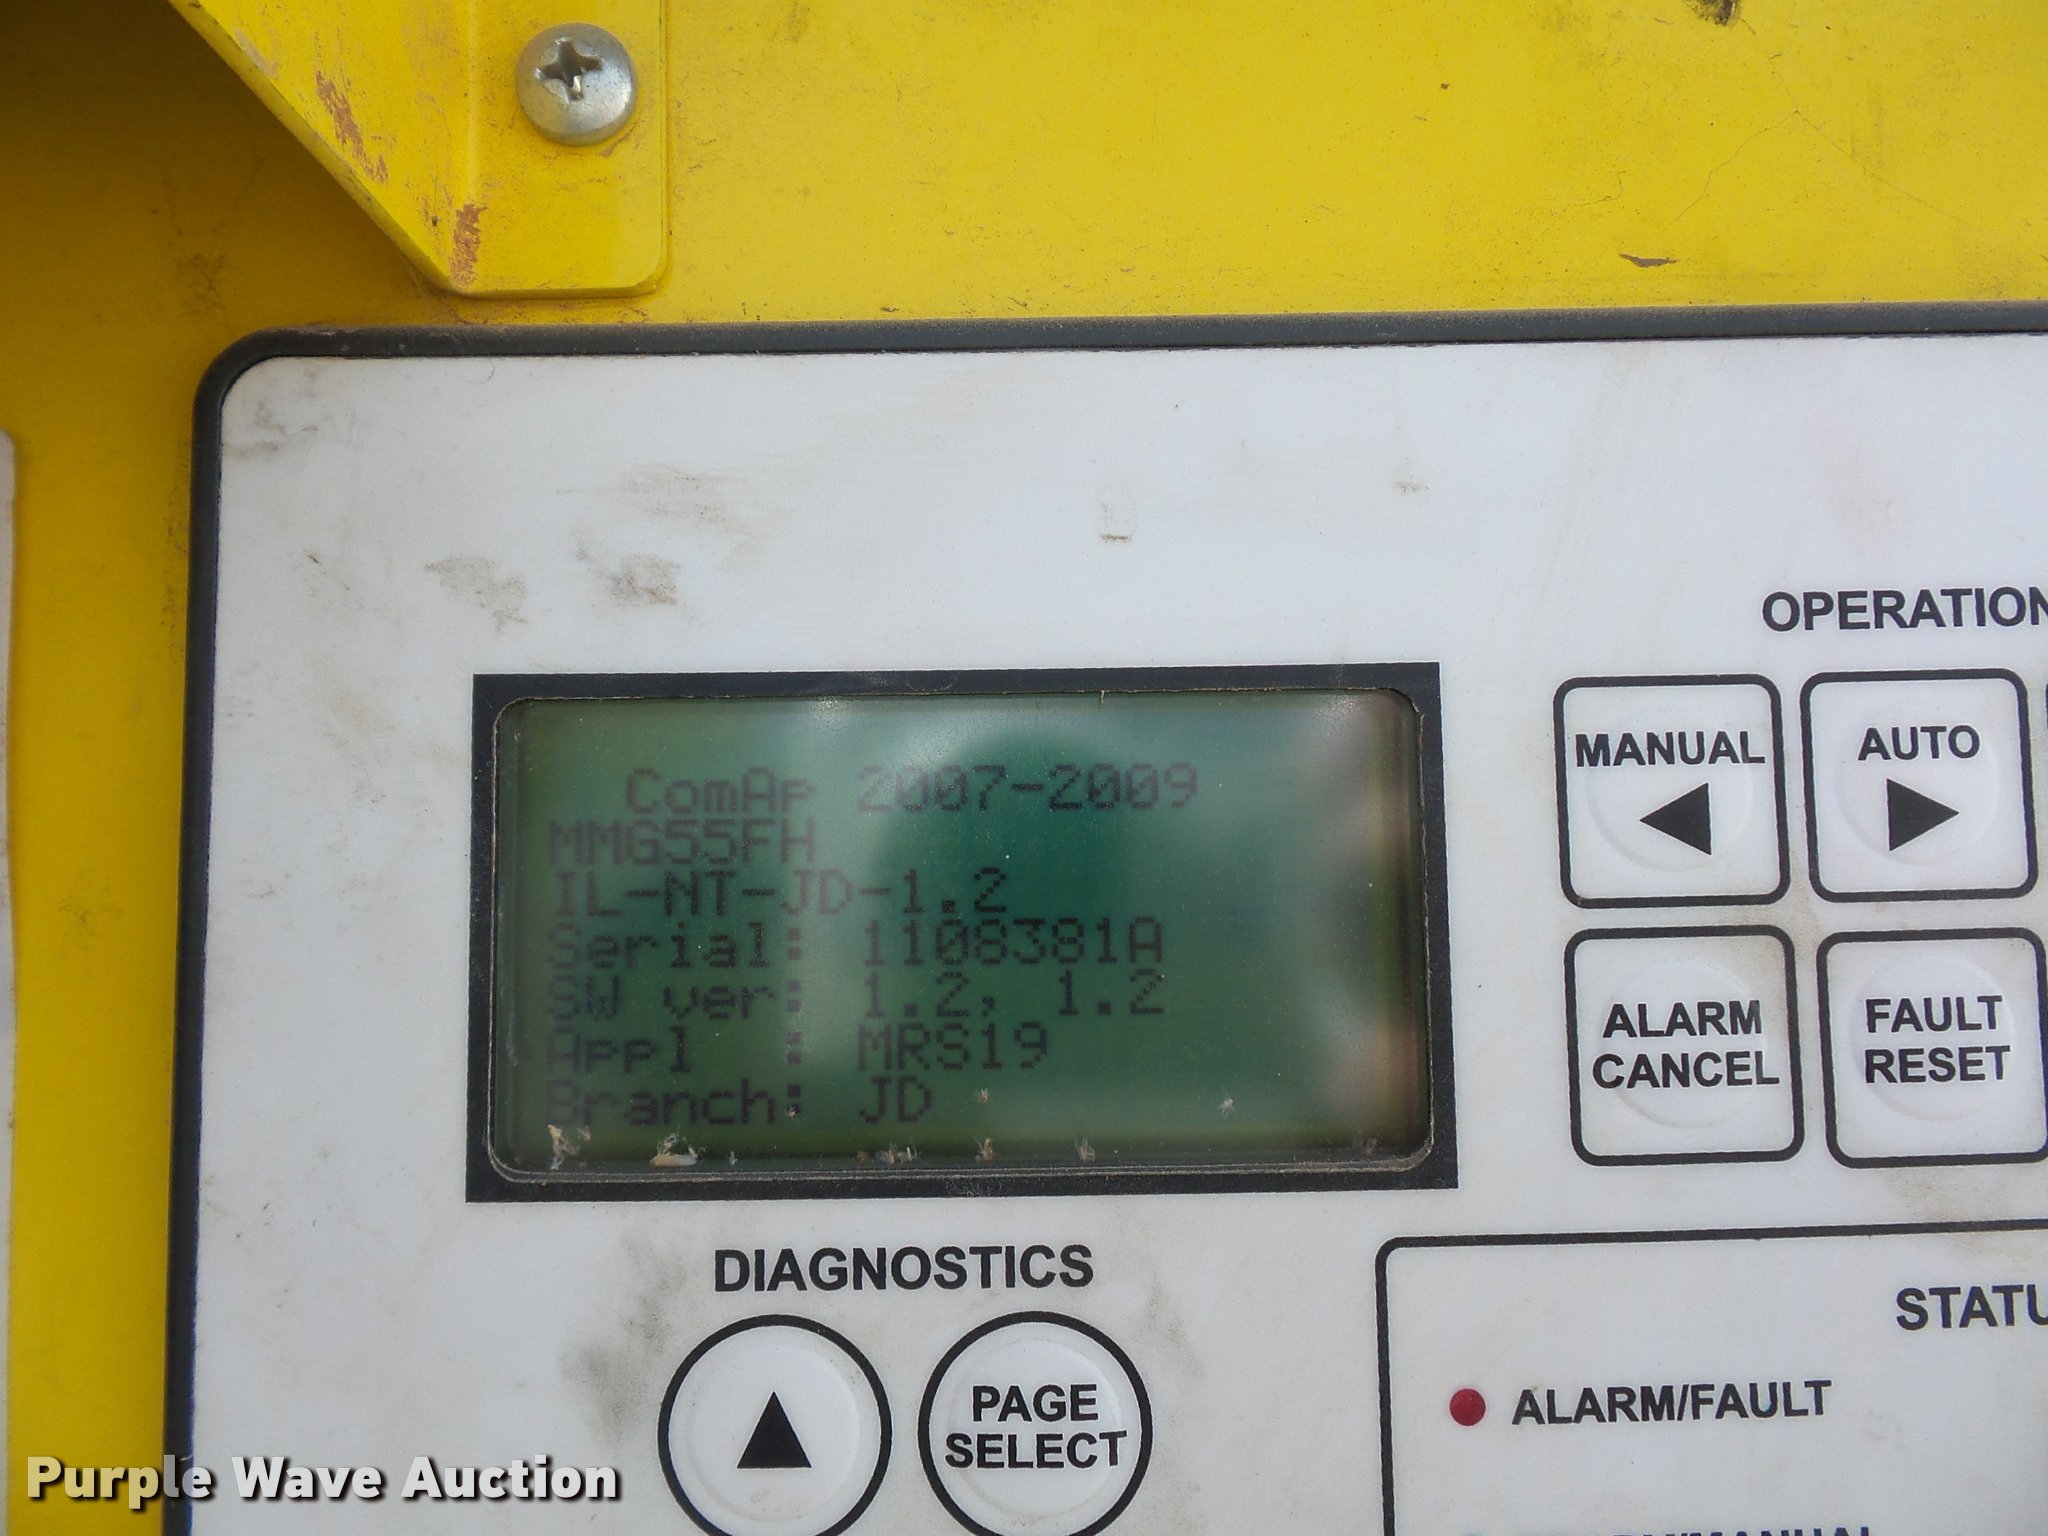 OPERATION
ComAp 2007-2009
MMG55FH
IL-NT-JD-1.2
Serial: 1108381A
SW ver: 1.2, 1.2
Appl : MRS19
Branch: JD
MANUAL
AUTO
ALARM
CANCEL
FAULT
RESET
DIAGNOSTICS
PAGE
SELECT
STATU
ALARM/FAULT
Purple Wave Auction